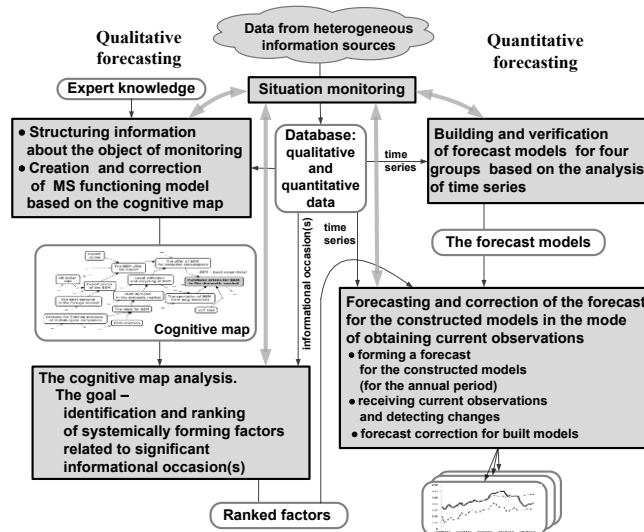 Qualitative
forecasting
Data from heterogeneous
information sources
Quantitative
forecasting
Expert knowledge
Situation monitoring
● Structuring information
about the object of monitoring
● Creation and correction
of MS functioning model
based on the cognitive map
Database:
qualitative
and
quantitative
data
time
series
Building and verification
of forecast models for four
groups based on the analysis
of time series
time
series
informational occasion(s)
The forecast models
Cognitive map
Forecasting and correction of the forecast
for the constructed models in the mode
of obtaining current observations
● forming a forecast
for the constructed models
(for the annual period)
● receiving current observations
and detecting changes
● forecast correction for built models
The cognitive map analysis.
The goal –
identification and ranking
of systemically forming factors
related to significant
informational occasion(s)
Ranked factors